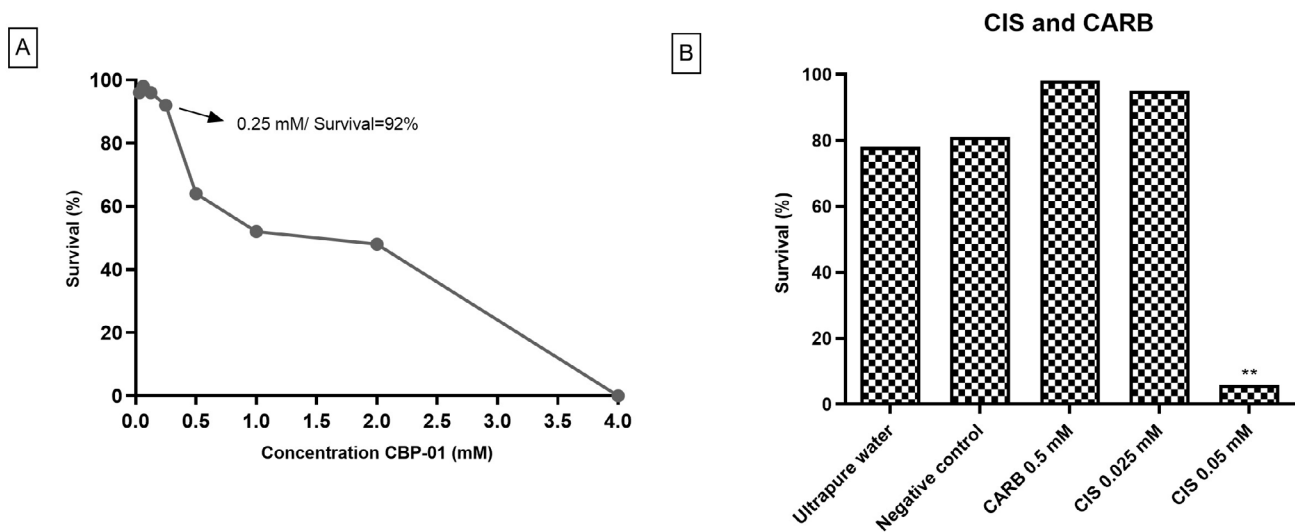 A
100
80
60
40
20
0
Survival (%)
0.25 mM/ Survival=92%
0.0 0.5 1.0 1.5 2.0 2.5 3.0 3.5 4.0
Concentration CBP-01 (mM)
B
CIS and CARB
100
80
60
40
20
0
Survival (%)
**
Ultrapure water
Negative control
CARB 0.5 mM
CIS 0.025 mM
CIS 0.05 mM